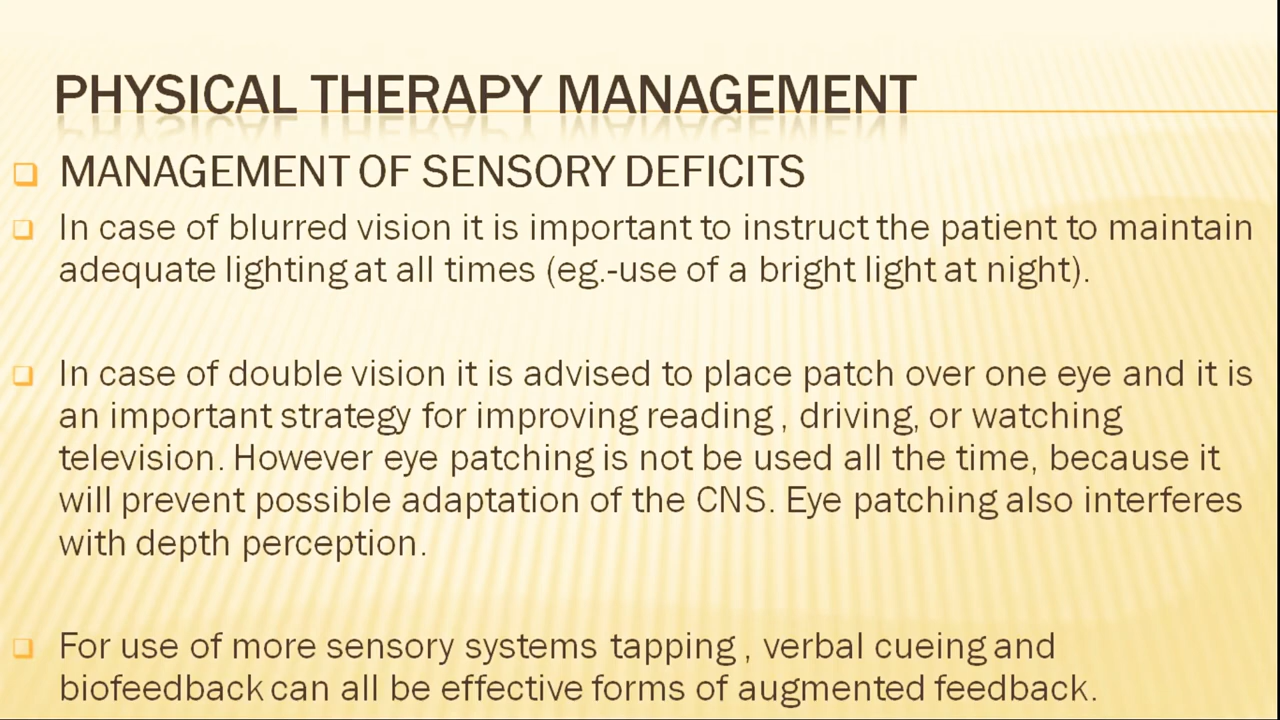 PHYSICAL THERAPY MANAGEMENT
MANAGEMENT OF SENSORY DEFICITS
In case of blurred vision it is important to instruct the patient to maintain
adequate lighting at all times (eg.-use of a bright light at night).
In case of double vision it is advised to place patch over one eye and it is
an important strategy for improving reading , driving, or watching
television. However eye patching is not be used all the time, because it
will prevent possible adaptation of the CNS. Eye patching also interferes
with depth perception.
For use of more sensory systems tapping , verbal cueing and
biofeedback can all be effective forms of augmented feedback.